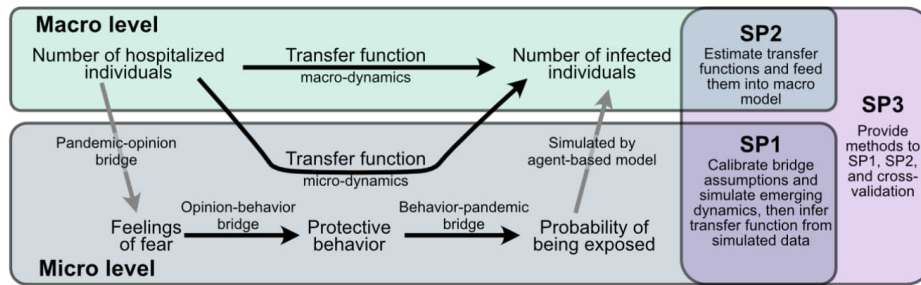 Macro level
Number of hospitalized
individuals
Transfer function
macro-dynamics
Number of infected
individuals
Pandemic-opinion
bridge
Transfer function
micro-dynamics
Simulated by
agent-based model
Feelings
of fear
Opinion-behavior
bridge
Protective
behavior
Behavior-pandemic
bridge
Probability of
being exposed
Micro level
SP2
Estimate transfer
functions and feed
them into macro
model
SP1
Calibrate bridge
assumptions and
simulate emerging
dynamics, then infer
transfer function from
simulated data
SP3
Provide
methods to
SP1, SP2,
and cross-
validation